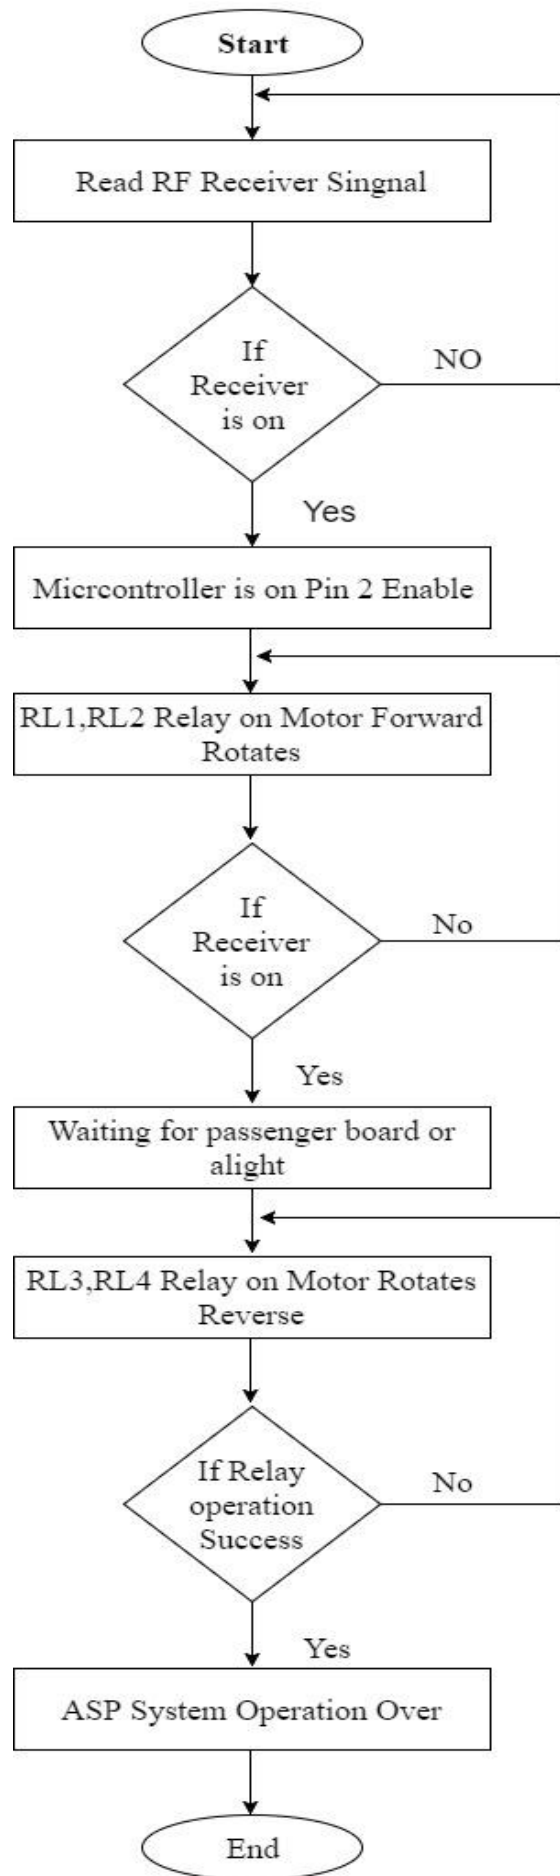 Start
Read RF Receiver Singnal
If
Receiver
is on
NO
Yes
Micrcontroller is on Pin 2 Enable
RL1,RL2 Relay on Motor Forward
Rotates
If
Receiver
is on
No
Yes
Waiting for passenger board or
alight
RL3,RL4 Relay on Motor Rotates
Reverse
If Relay
operation
Success
No
Yes
ASP System Operation Over
End